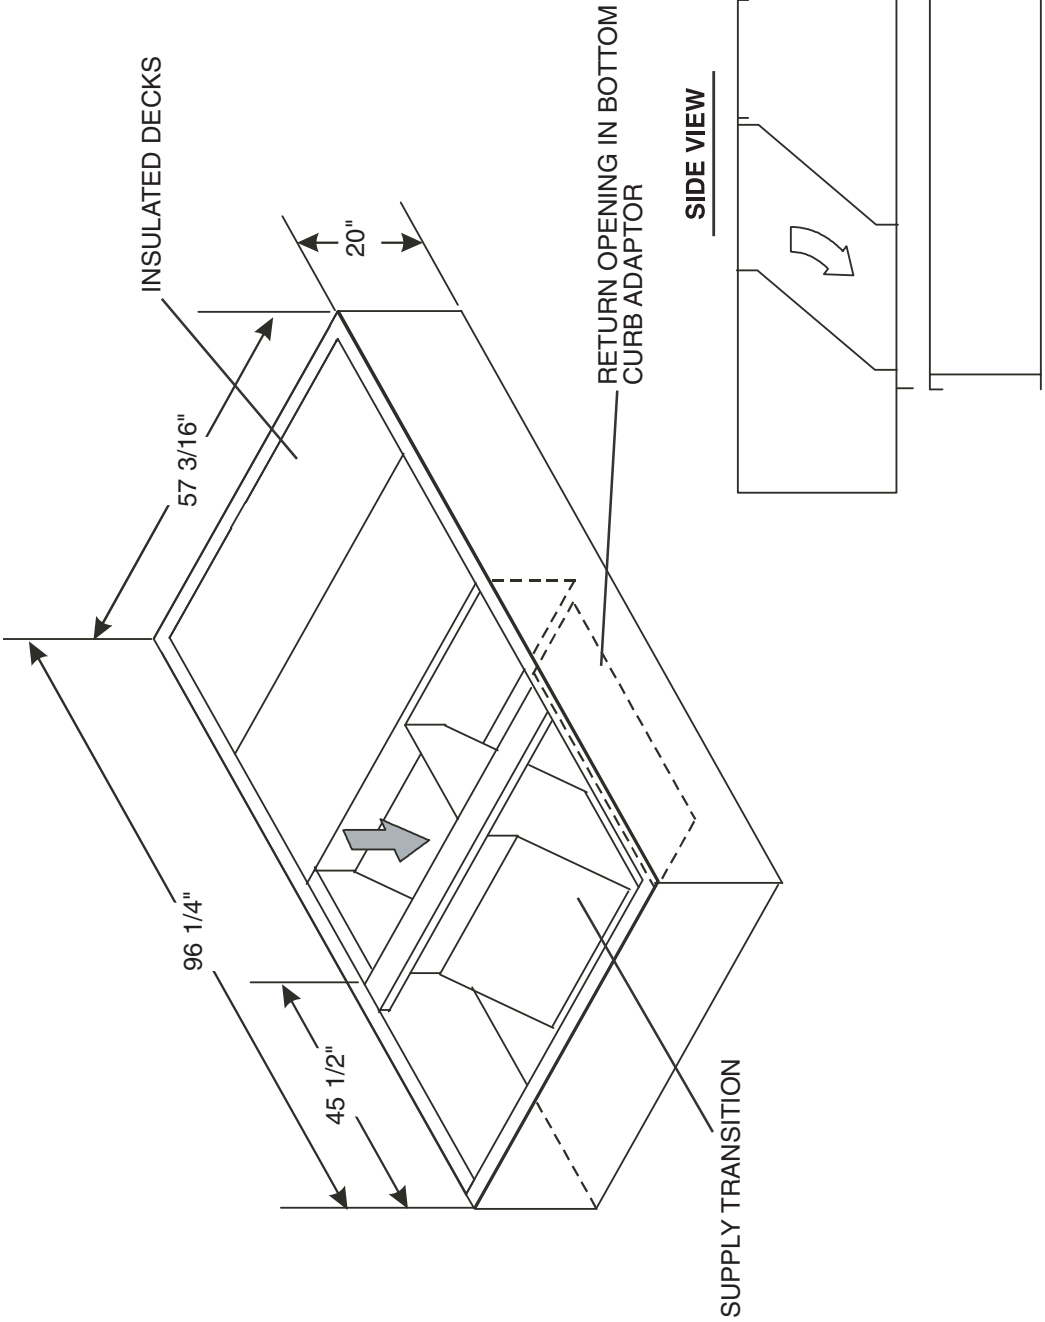 INSULATED DECKS
20"
57 3/16"
96 1/4"
45 1/2"
RETURN OPENING IN BOTTOM
CURB ADAPTOR
SUPPLY TRANSITION
SIDE VIEW